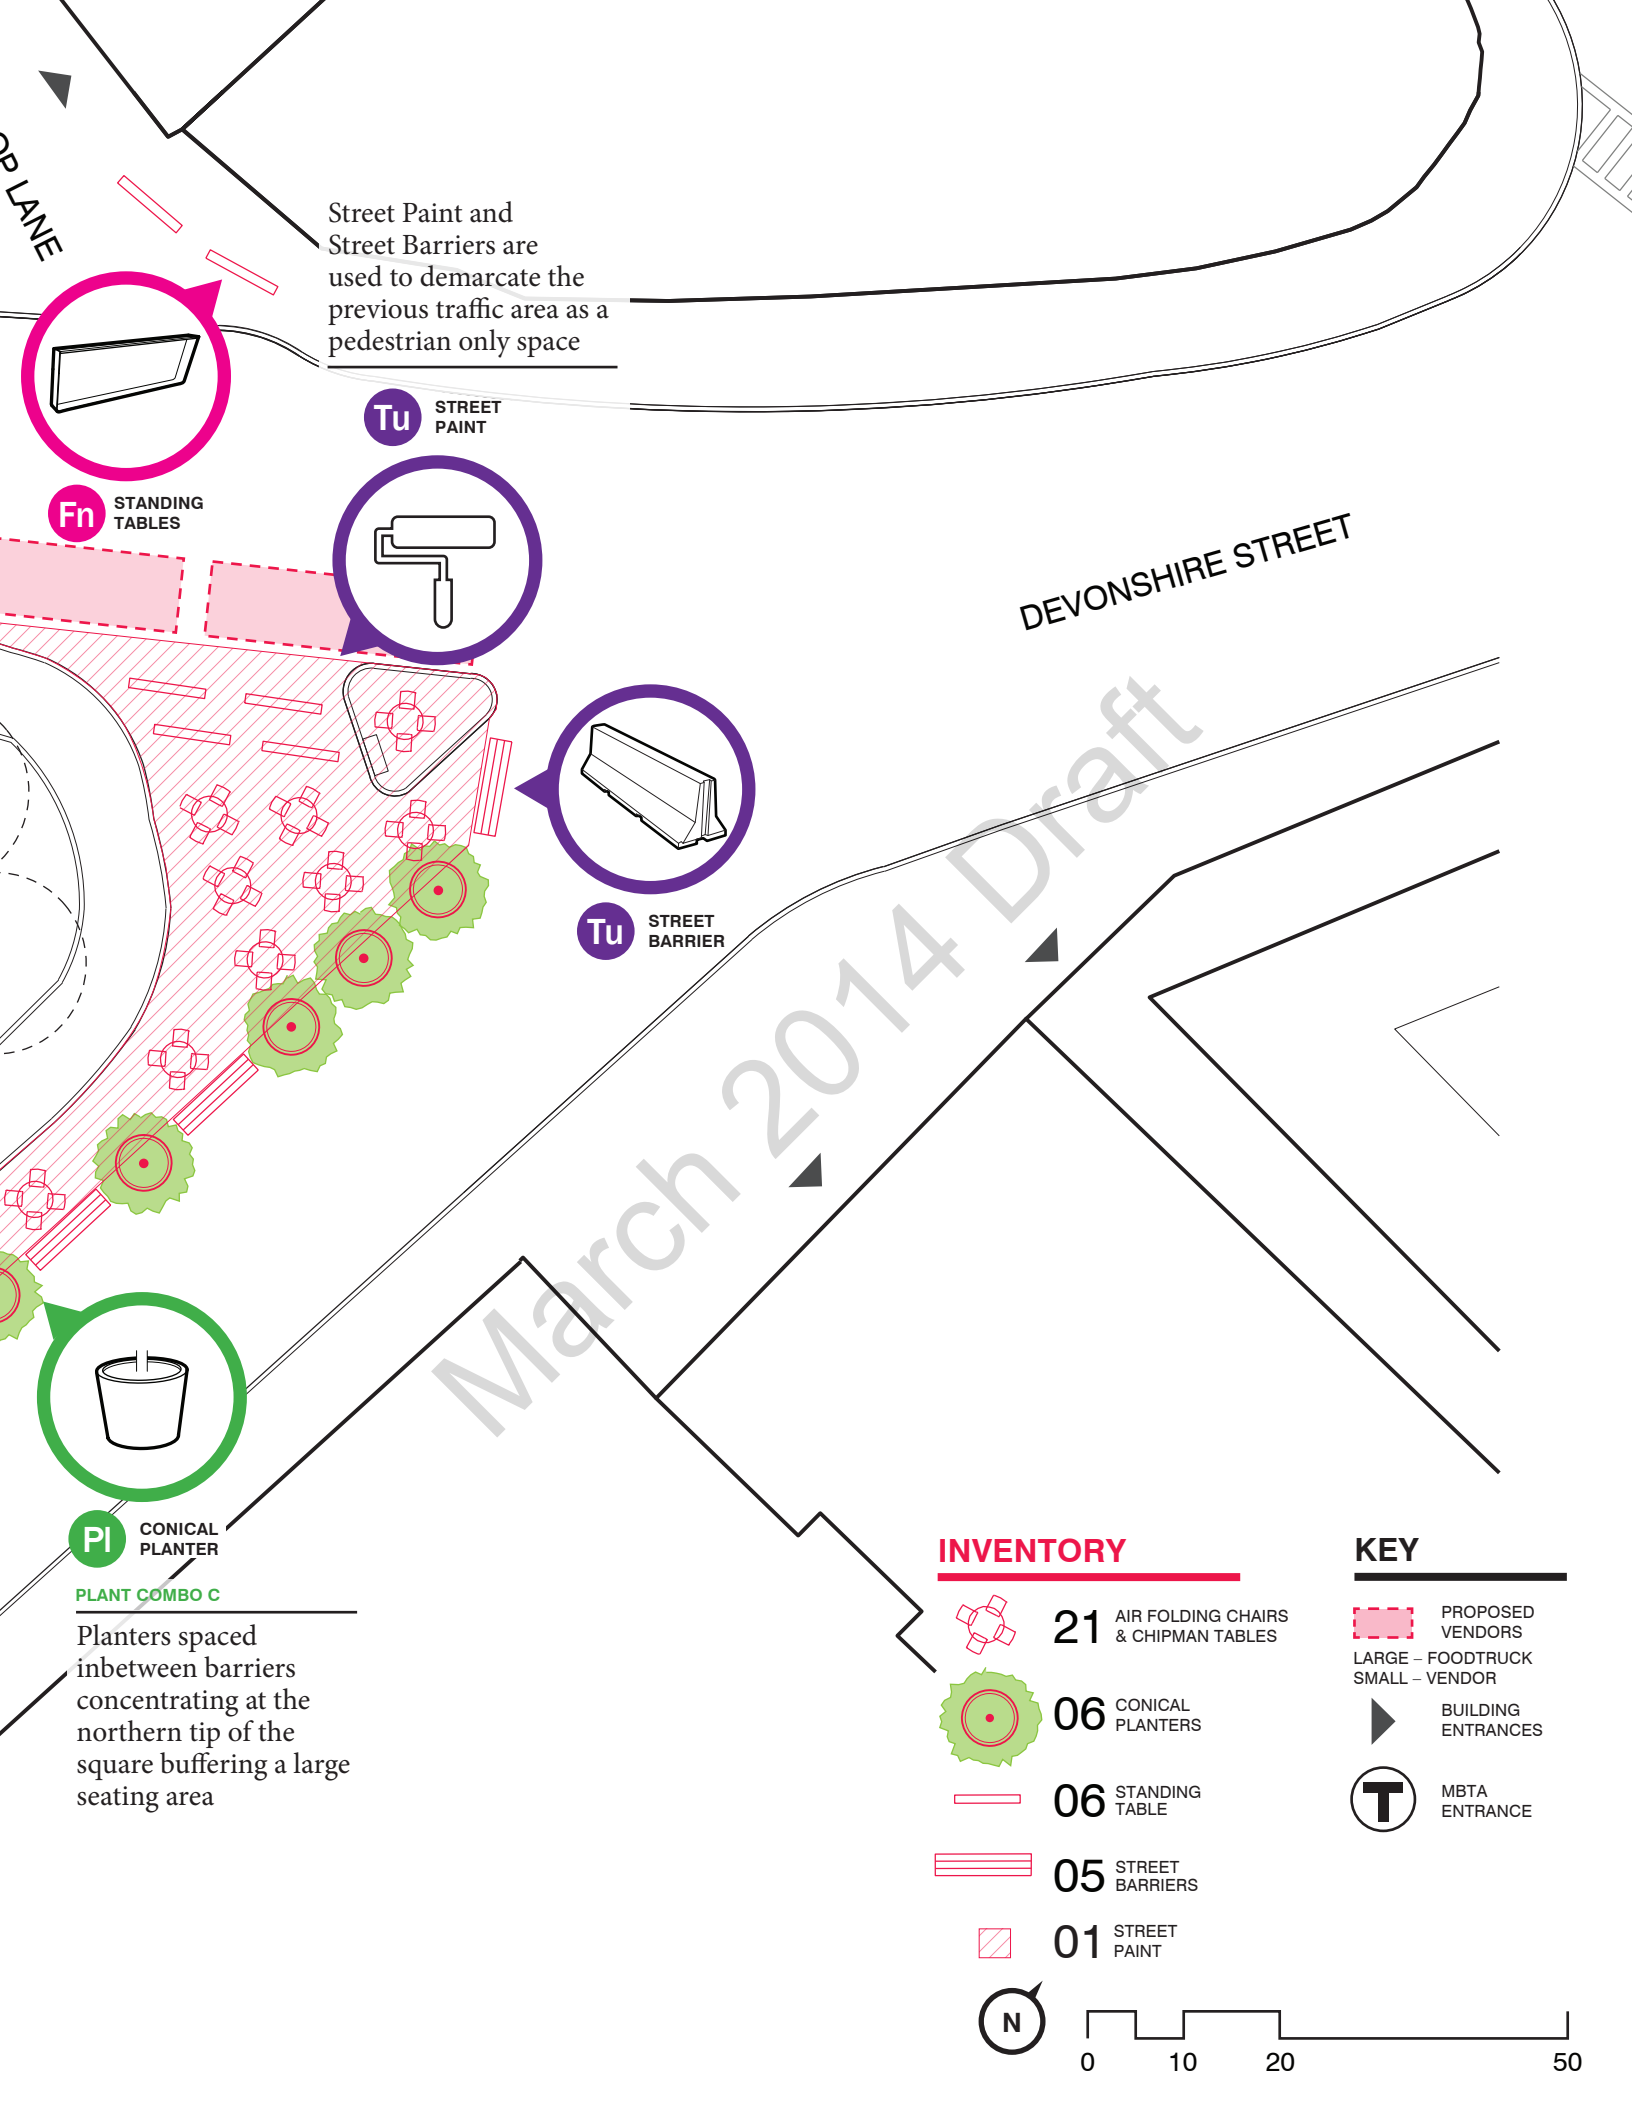 LANE
Street Paint and
Street Barriers are
used to demarcate the
previous traffic area as a
pedestrian only space
Tu
STREET
PAINT
Fn
STANDING
TABLES
DEVONSHIRE STREET
Tu
STREET
BARRIER
March 2014 Draft
Pl
CONICAL
PLANTER
PLANT COMBO C
Planters spaced
inbetween barriers
concentrating at the
northern tip of the
square buffering a large
seating area
INVENTORY
21 AIR FOLDING CHAIRS
& CHIPMAN TABLES
06 CONICAL
PLANTERS
06 STANDING
TABLE
05 STREET
BARRIERS
01 STREET
PAINT
KEY
PROPOSED
VENDORS
LARGE – FOODTRUCK
SMALL – VENDOR
BUILDING
ENTRANCES
T
MBTA
ENTRANCE
N
0 10 20 50